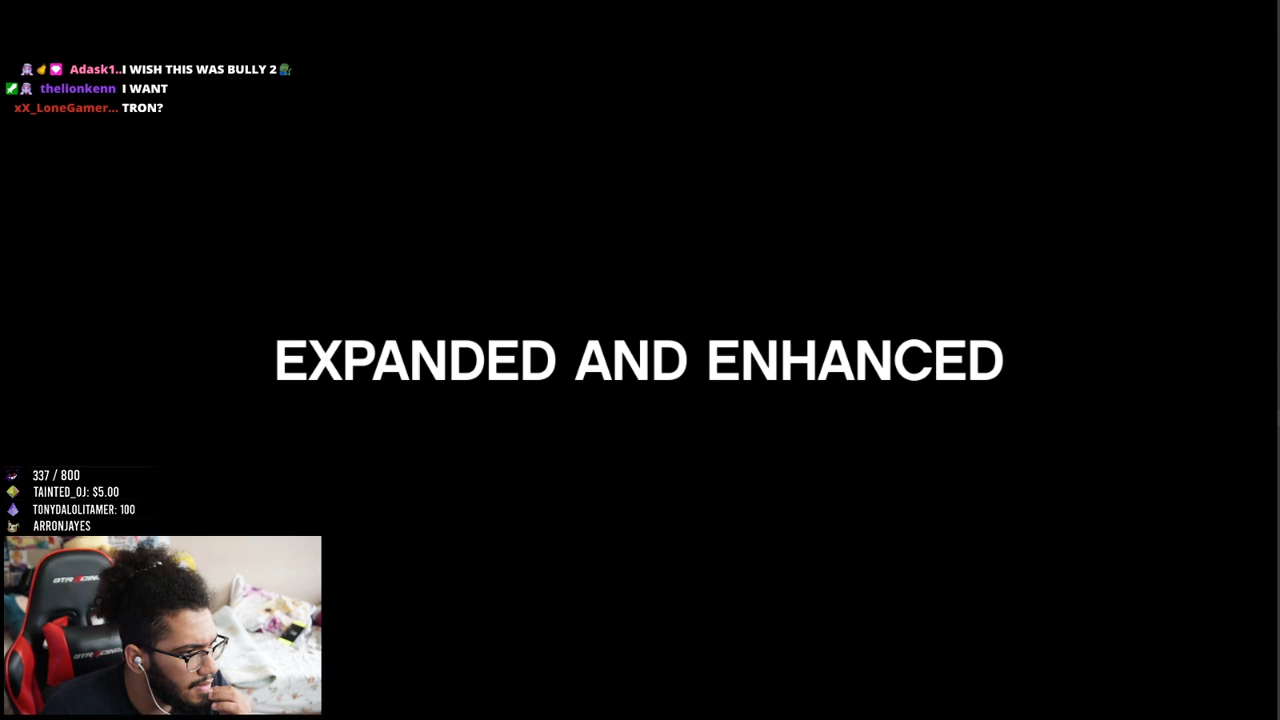 Adask1.. I WISH THIS WAS BULLY 2
thelionkenn I WANT
xX_LoneGamer... TRON?
EXPANDED AND ENHANCED
337 / 800
TAINTED_OJ: $5.00
TONYDALOLITAMER: 100
ARRONJAYES